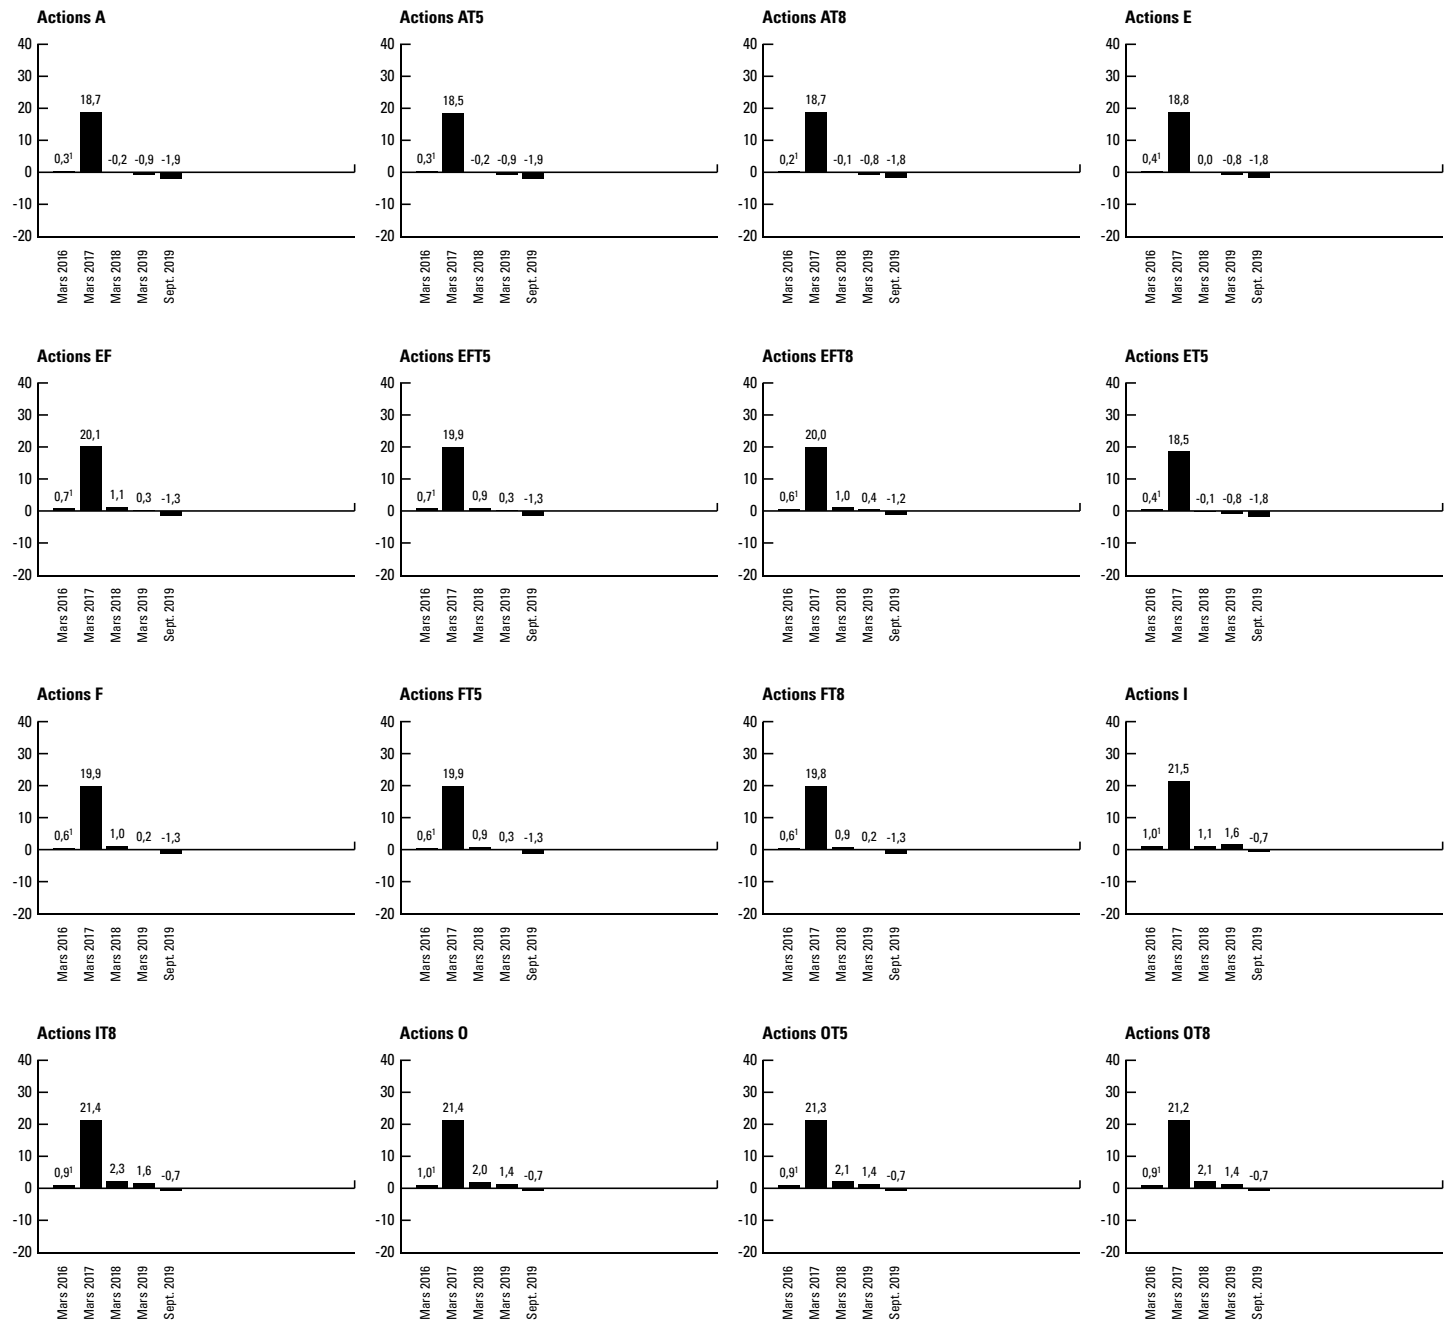 Actions A
40
30
20
10
0
-10
-20
0,3¹ 18,7 -0,2 -0,9 -1,9
Mars 2016
Mars 2017
Mars 2018
Mars 2019
Sept. 2019
Actions AT5
40
30
20
10
0
-10
-20
0,3¹ 18,5 -0,2 -0,9 -1,9
Mars 2016
Mars 2017
Mars 2018
Mars 2019
Sept. 2019
Actions AT8
40
30
20
10
0
-10
-20
0,2¹ 18,7 -0,1 -0,8 -1,8
Mars 2016
Mars 2017
Mars 2018
Mars 2019
Sept. 2019
Actions E
40
30
20
10
0
-10
-20
0,4¹ 18,8 0,0 -0,8 -1,8
Mars 2016
Mars 2017
Mars 2018
Mars 2019
Sept. 2019
Actions EF
40
30
20
10
0
-10
-20
0,7¹ 20,1 1,1 0,3 -1,3
Mars 2016
Mars 2017
Mars 2018
Mars 2019
Sept. 2019
Actions EFT5
40
30
20
10
0
-10
-20
0,7¹ 19,9 0,9 0,3 -1,3
Mars 2016
Mars 2017
Mars 2018
Mars 2019
Sept. 2019
Actions EFT8
40
30
20
10
0
-10
-20
0,6¹ 20,0 1,0 0,4 -1,2
Mars 2016
Mars 2017
Mars 2018
Mars 2019
Sept. 2019
Actions ET5
40
30
20
10
0
-10
-20
0,4¹ 18,5 -0,1 -0,8 -1,8
Mars 2016
Mars 2017
Mars 2018
Mars 2019
Sept. 2019
Actions F
40
30
20
10
0
-10
-20
0,6¹ 19,9 1,0 0,2 -1,3
Mars 2016
Mars 2017
Mars 2018
Mars 2019
Sept. 2019
Actions FT5
40
30
20
10
0
-10
-20
0,6¹ 19,9 0,9 0,3 -1,3
Mars 2016
Mars 2017
Mars 2018
Mars 2019
Sept. 2019
Actions FT8
40
30
20
10
0
-10
-20
0,6¹ 19,8 0,9 0,2 -1,3
Mars 2016
Mars 2017
Mars 2018
Mars 2019
Sept. 2019
Actions I
40
30
20
10
0
-10
-20
1,0¹ 21,5 1,1 1,6 -0,7
Mars 2016
Mars 2017
Mars 2018
Mars 2019
Sept. 2019
Actions IT8
40
30
20
10
0
-10
-20
0,9¹ 21,4 2,3 1,6 -0,7
Mars 2016
Mars 2017
Mars 2018
Mars 2019
Sept. 2019
Actions O
40
30
20
10
0
-10
-20
1,0¹ 21,4 2,0 1,4 -0,7
Mars 2016
Mars 2017
Mars 2018
Mars 2019
Sept. 2019
Actions OT5
40
30
20
10
0
-10
-20
0,9¹ 21,3 2,1 1,4 -0,7
Mars 2016
Mars 2017
Mars 2018
Mars 2019
Sept. 2019
Actions OT8
40
30
20
10
0
-10
-20
0,9¹ 21,2 2,1 1,4 -0,7
Mars 2016
Mars 2017
Mars 2018
Mars 2019
Sept. 2019